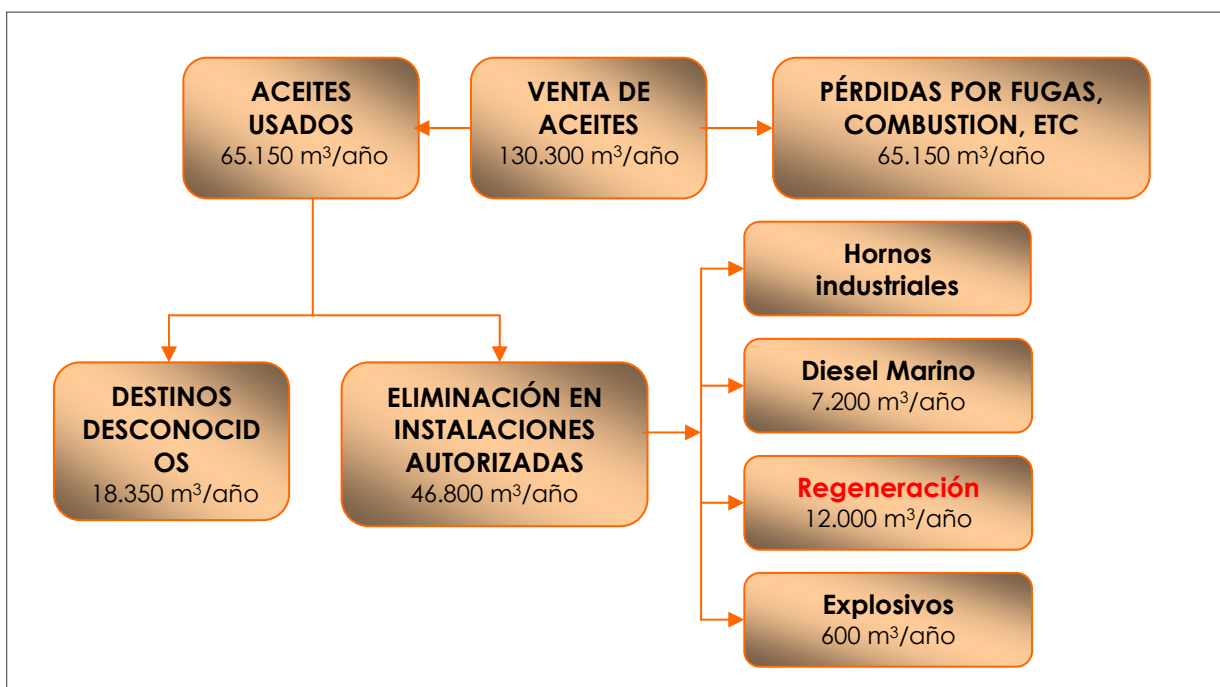 ACEITES
USADOS
65.150 m³/año
VENTA DE
ACEITES
130.300 m³/año
PÉRDIDAS POR FUGAS,
COMBUSTION, ETC
65.150 m³/año
Hornos
industriales
Diesel Marino
7.200 m³/año
DESTINOS
DESCONOCID
OS
18.350 m³/año
ELIMINACIÓN EN
INSTALACIONES
AUTORIZADAS
46.800 m³/año
Regeneración
12.000 m³/año
Explosivos
600 m³/año